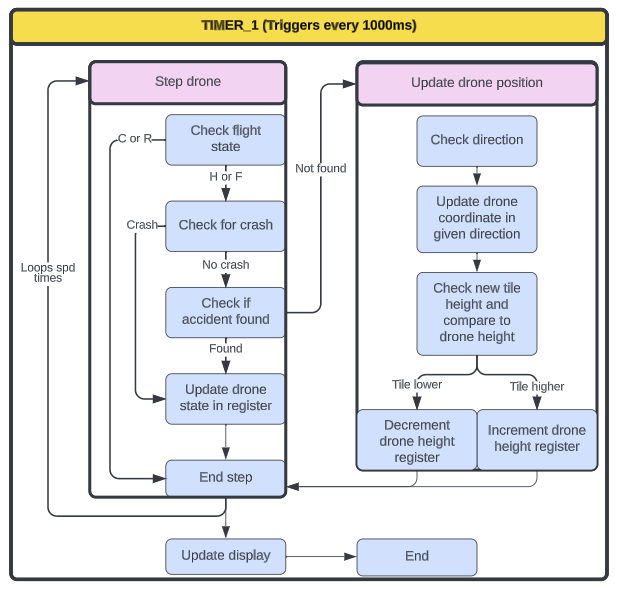 TIMER_1 (Triggers every 1000ms)
Step drone
Check flight
state
C or R
H or F
Check for crash
Crash
No crash
Check if
accident found
Found
Update drone
state in register
End step
Loops spd
times
Not found
Update drone position
Check direction
Update drone
coordinate in
given direction
Check new tile
height and
compare to
drone height
Tile lower
Tile higher
Decrement
drone height
register
Increment drone
height register
Update display
End